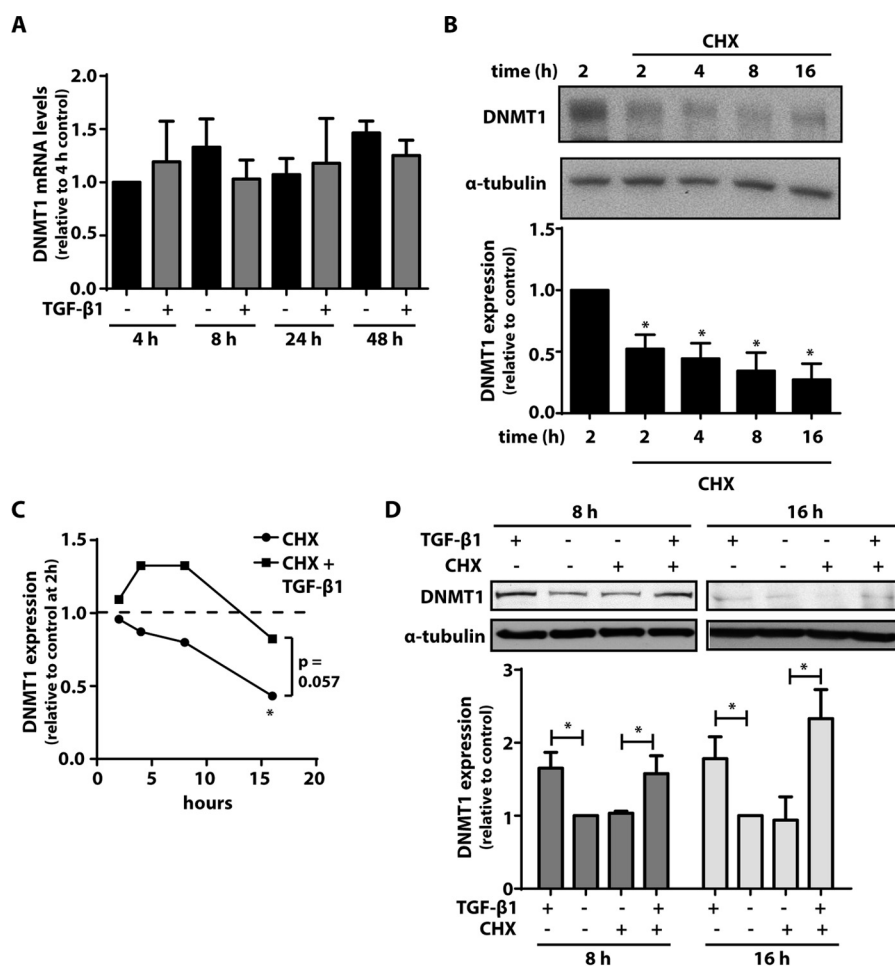 A
DNMT1 mRNA levels
(relative to 4 h control)
2.0
1.5
1.0
0.5
0.0
TGF-β1 - + - + - + - +
4 h 8 h 24 h 48 h
B
CHX
time (h) 2 2 4 8 16
DNMT1
α-tubulin
DNMT1 expression
(relative to control)
1.5
1.0
0.5
0.0
* * * *
time (h) 2 2 4 8 16
CHX
C
DNMT1 expression
(relative to control at 2h)
1.5
1.0
0.5
0.0
CHX
CHX +
TGF-β1
p =
0.057
*
0 5 10 15 20
hours
D
8 h 16 h
TGF-β1 + - - + + - - +
CHX - - + + - - + +
DNMT1
α-tubulin
DNMT1 expression
(relative to control)
3
2
1
0
* * * *
TGF-β1 + - - + + - - +
CHX - - + + - - + +
8 h 16 h